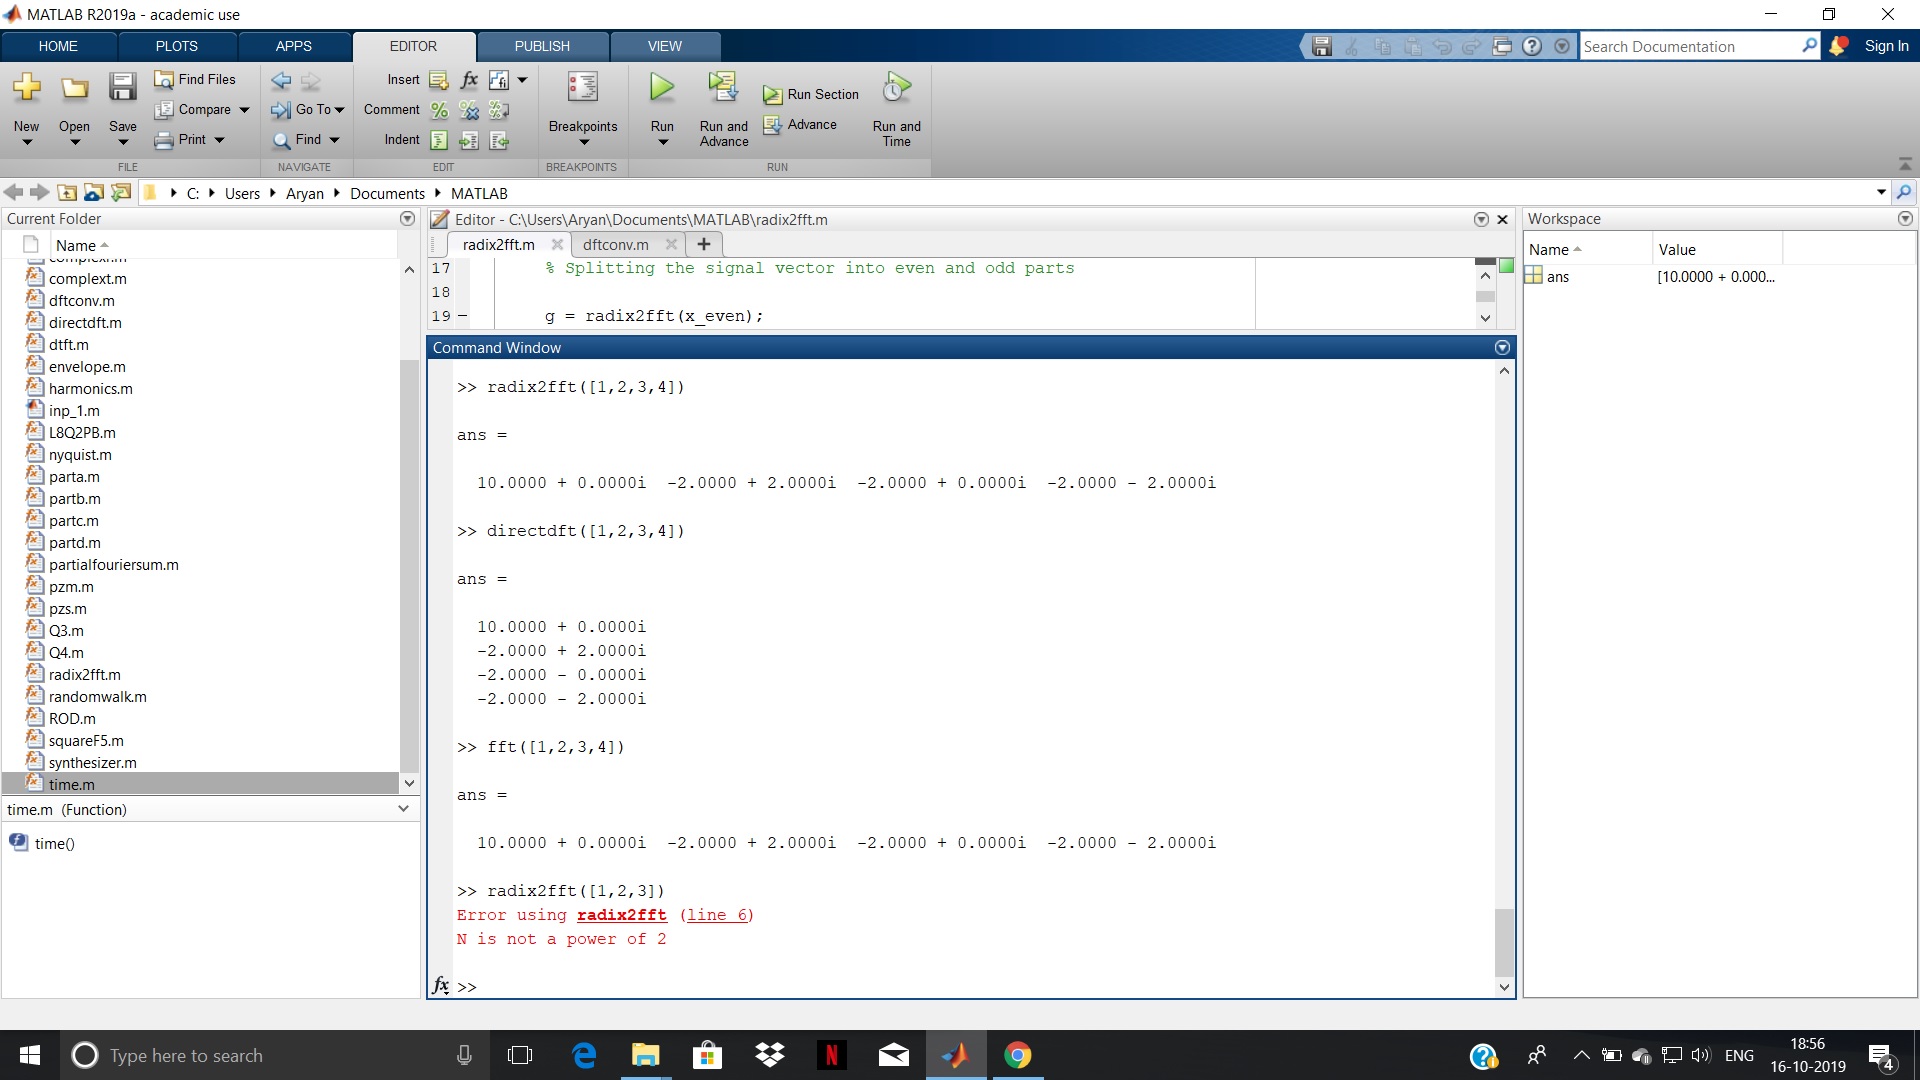 MATLAB R2019a - academic use
HOME PLOTS APPS EDITOR PUBLISH VIEW
Search Documentation
Sign In
New
Open
Save
Find Files
Compare
Print
FILE
Go To
Find
NAVIGATE
Insert
Comment
Indent
fx
EDIT
Breakpoints
BREAKPOINTS
Run
Run and
Advance
Run Section
Advance
Run and
Time
RUN
C: Users Aryan Documents MATLAB
Current Folder
Name
complexr.m
complext.m
dftconv.m
directdft.m
dtft.m
envelope.m
harmonics.m
inp_1.m
L8Q2PB.m
nyquist.m
parta.m
partb.m
partc.m
partd.m
partialfouriersum.m
pzm.m
pzs.m
Q3.m
Q4.m
radix2fft.m
randomwalk.m
ROD.m
squareF5.m
synthesizer.m
time.m
time.m (Function)
time()
Editor - C:\Users\Aryan\Documents\MATLAB\radix2fft.m
radix2fft.m dftconv.m
17 % Splitting the signal vector into even and odd parts
18
19 - g = radix2fft(x_even);
Command Window
>> radix2fft([1,2,3,4])
ans =
10.0000 + 0.0000i -2.0000 + 2.0000i -2.0000 + 0.0000i -2.0000 - 2.0000i
>> directdft([1,2,3,4])
ans =
10.0000 + 0.0000i
-2.0000 + 2.0000i
-2.0000 - 0.0000i
-2.0000 - 2.0000i
>> fft([1,2,3,4])
ans =
10.0000 + 0.0000i -2.0000 + 2.0000i -2.0000 + 0.0000i -2.0000 - 2.0000i
>> radix2fft([1,2,3])
Error using radix2fft (line 6)
N is not a power of 2
fx >>
Workspace
Name Value
ans [10.0000 + 0.000...
Type here to search
ENG
18:56
16-10-2019
4